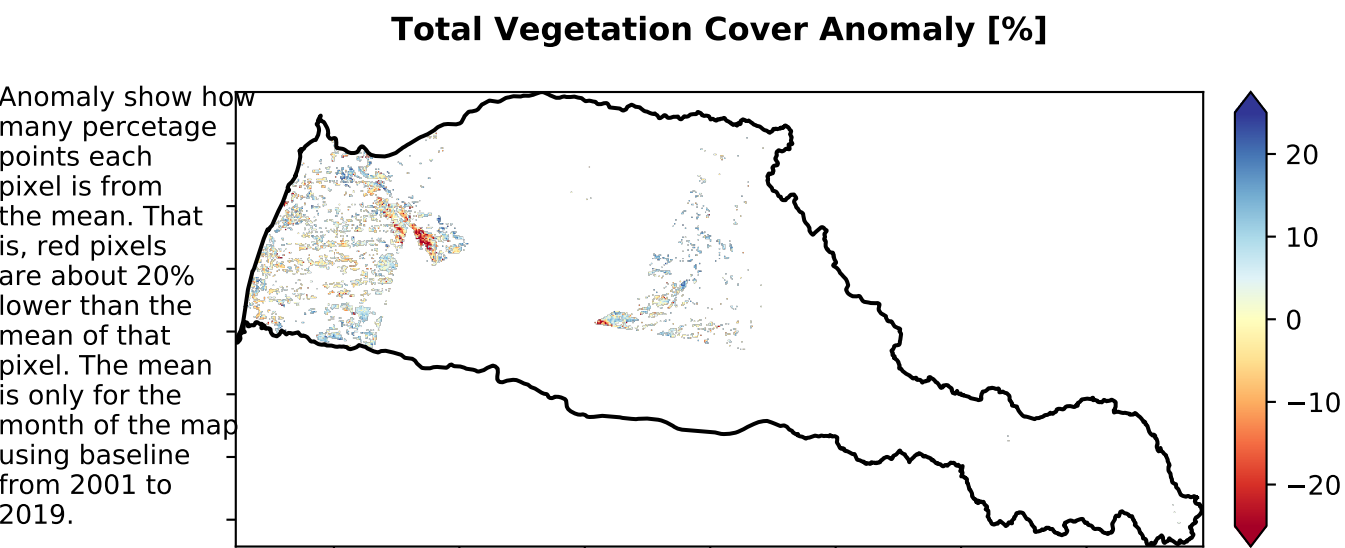 Total Vegetation Cover Anomaly [%]
Anomaly show how
many percetage
points each
pixel is from
the mean. That
is, red pixels
are about 20%
lower than the
mean of that
pixel. The mean
is only for the
month of the map
using baseline
from 2001 to
2019.
20
10
0
−10
−20